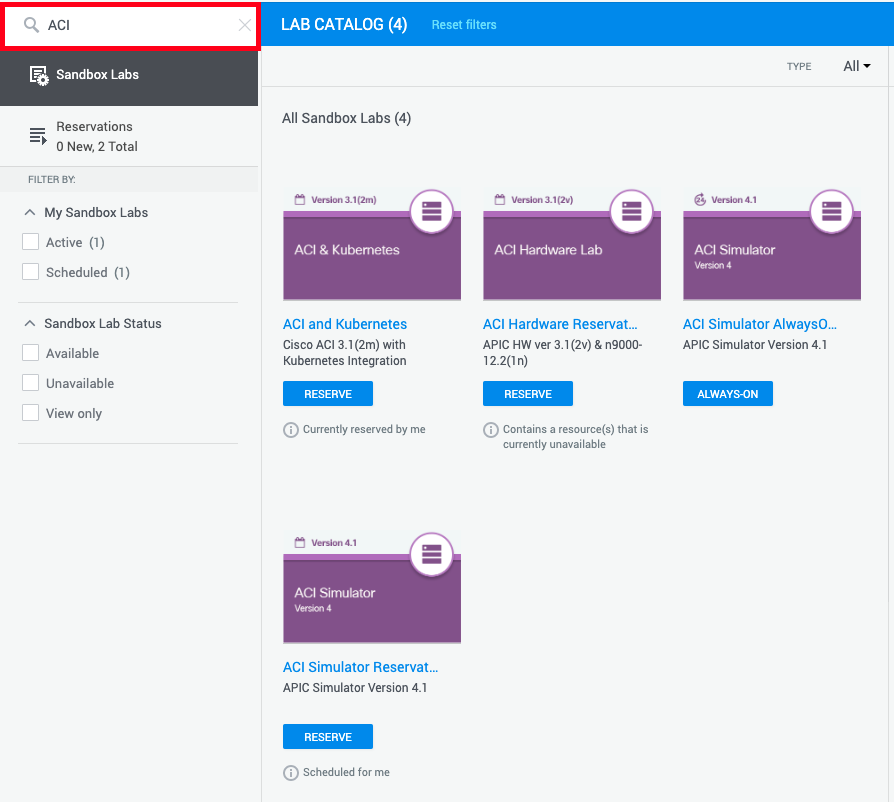 ACI
LAB CATALOG (4)
Reset filters
Sandbox Labs
TYPE
All
Reservations
0 New, 2 Total
FILTER BY:
My Sandbox Labs
Active (1)
Scheduled (1)
Sandbox Lab Status
Available
Unavailable
View only
All Sandbox Labs (4)
Version 3.1(2m)
ACI & Kubernetes
ACI and Kubernetes
Cisco ACI 3.1(2m) with
Kubernetes Integration
RESERVE
Currently reserved by me
Version 3.1(2v)
ACI Hardware Lab
ACI Hardware Reservat...
APIC HW ver 3.1(2v) & n9000-
12.2(1n)
RESERVE
Contains a resource(s) that is
currently unavailable
24
Version 4.1
ACI Simulator
Version 4
ACI Simulator AlwaysO...
APIC Simulator Version 4.1
ALWAYS-ON
Version 4.1
ACI Simulator
Version 4
ACI Simulator Reservat...
APIC Simulator Version 4.1
RESERVE
Scheduled for me